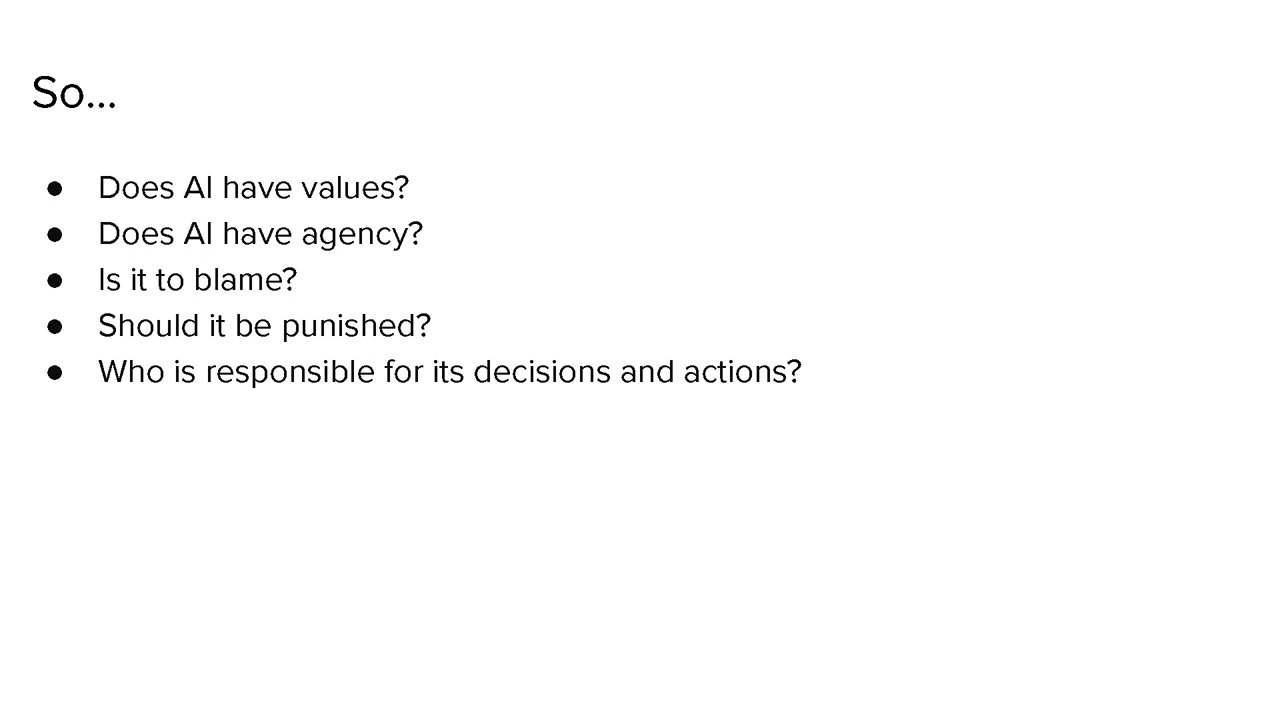 So...
● Does AI have values?
● Does AI have agency?
● Is it to blame?
● Should it be punished?
● Who is responsible for its decisions and actions?